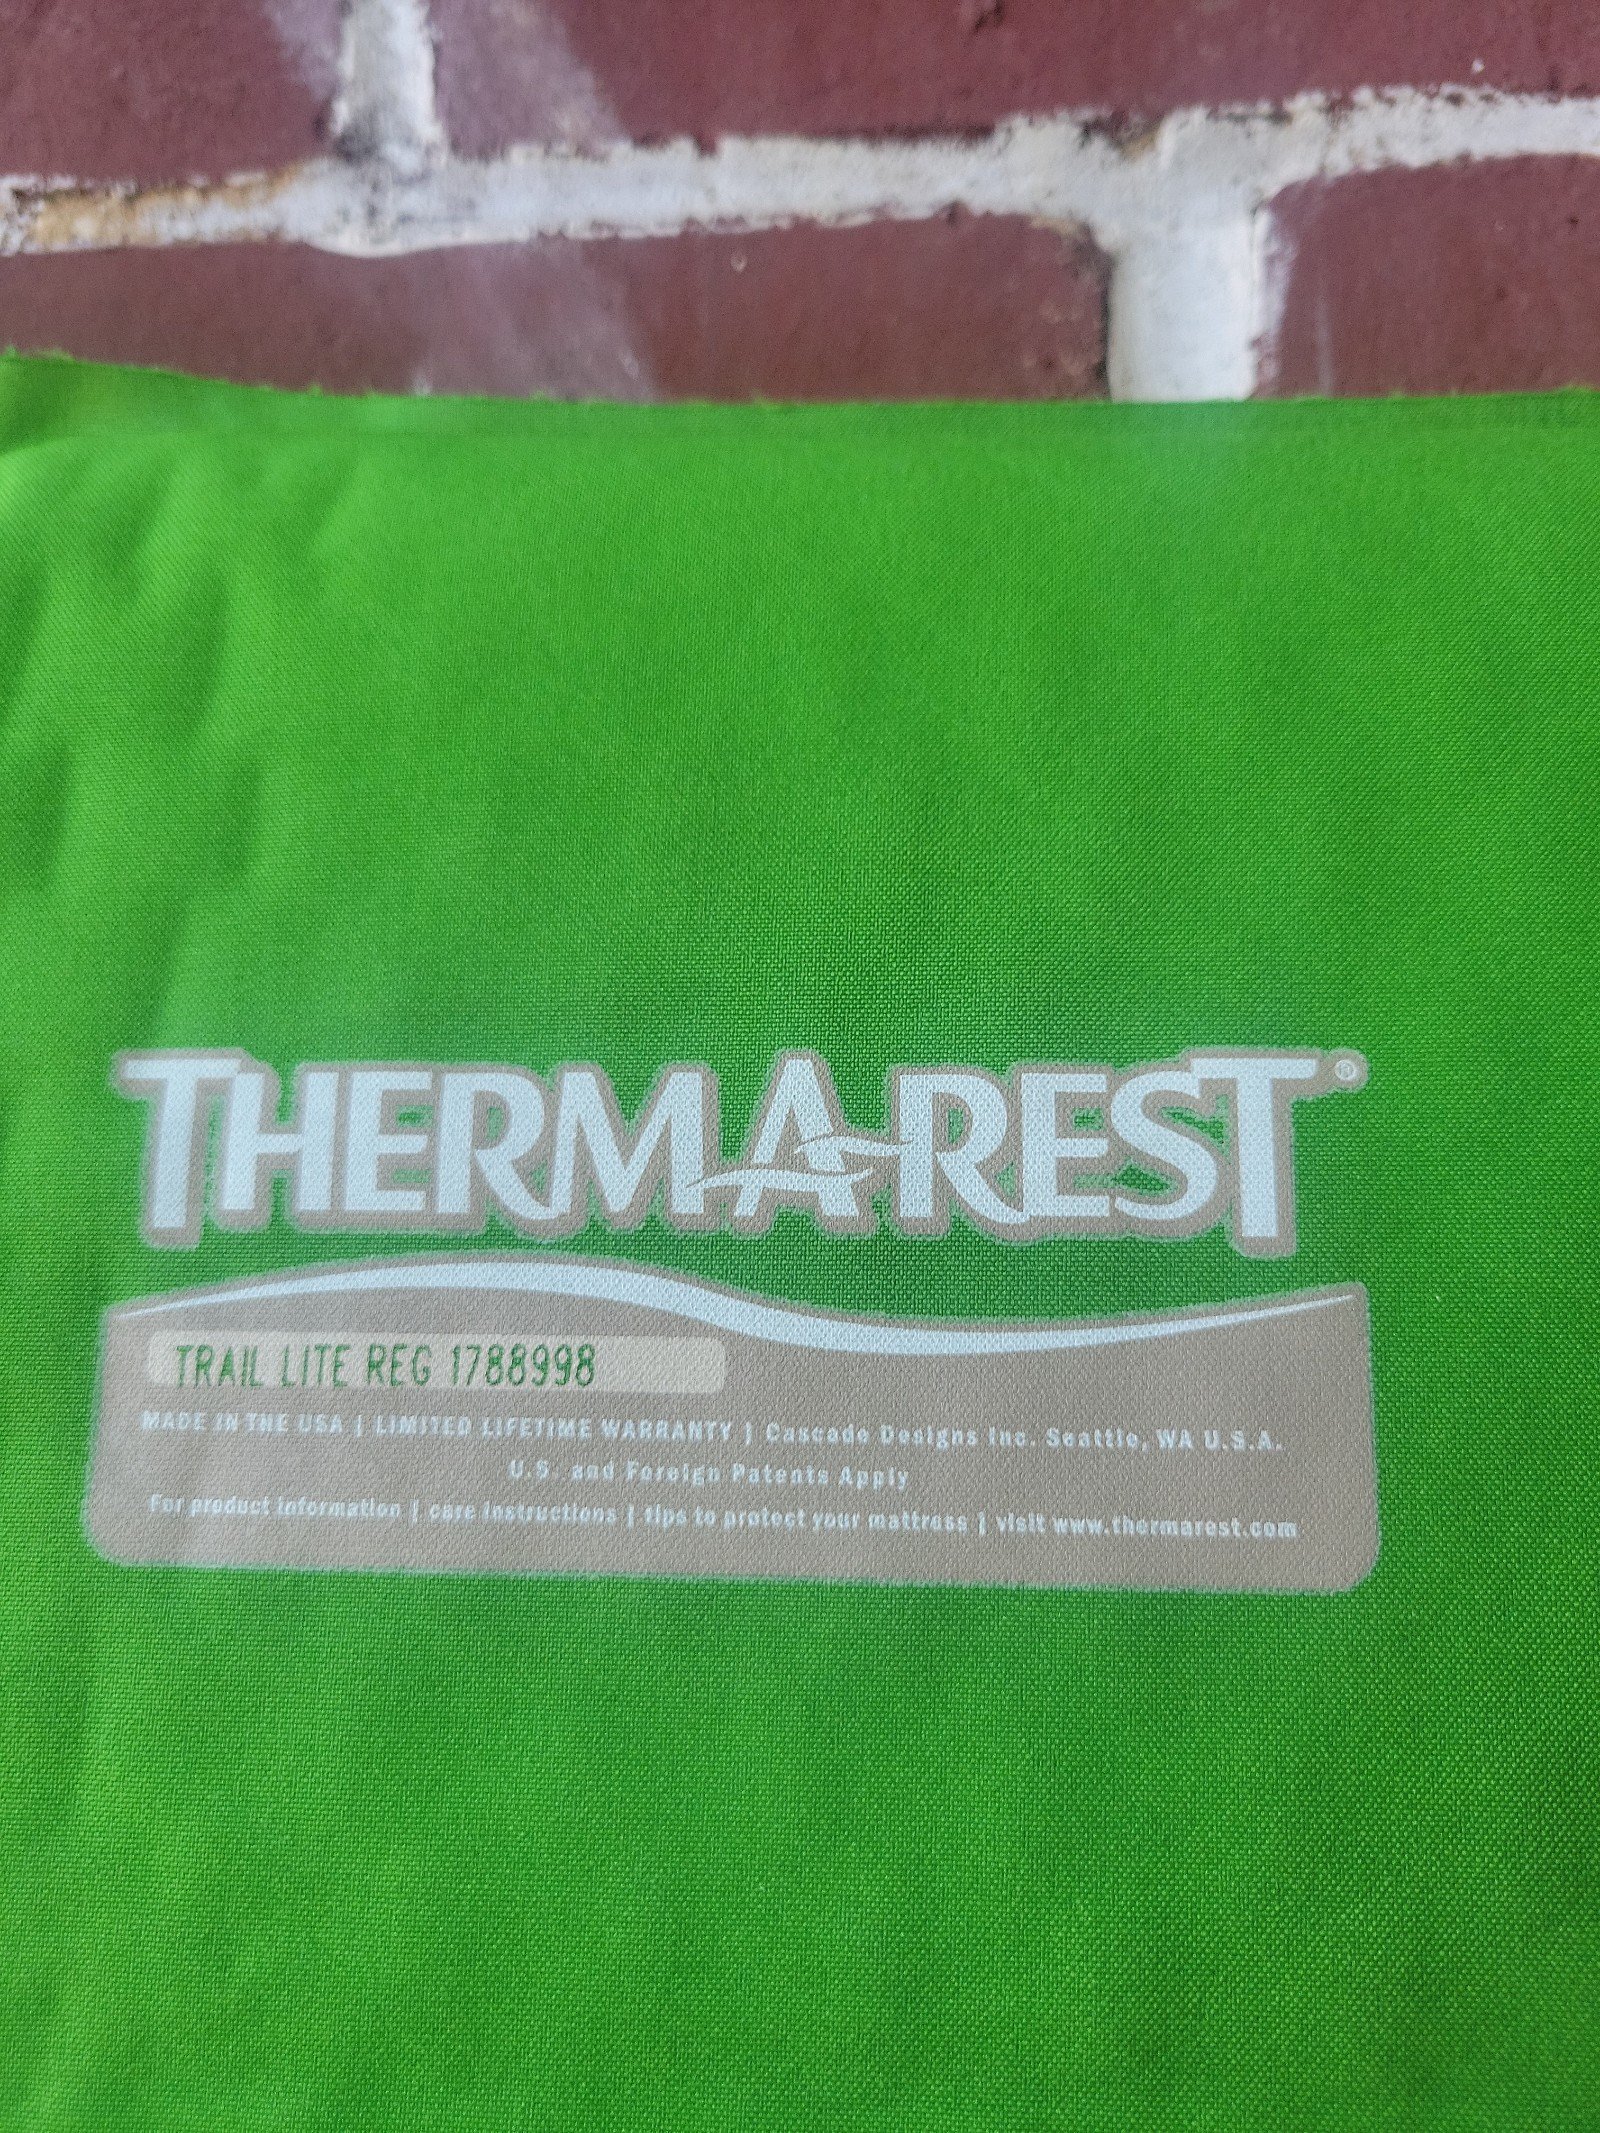 THERMAREST®
TRAIL LITE REG 1788998
MADE IN THE USA | LIMITED LIFETIME WARRANTY | Cascade Designs Inc. Seattle, WA U.S.A.
U.S. and Foreign Patents Apply
For product information | care instructions | tips to protect your mattress | visit www.thermarest.com